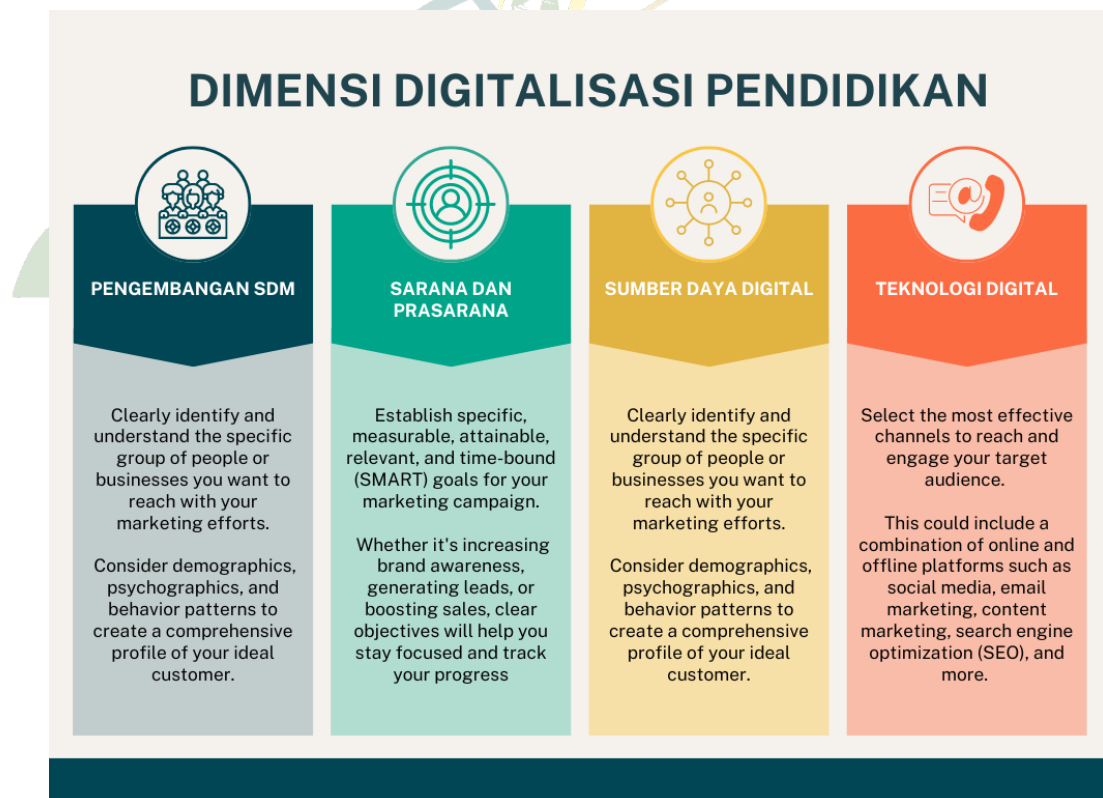 DIMENSI DIGITALISASI PENDIDIKAN
PENGEMBANGAN SDM
Clearly identify and
understand the specific
group of people or
businesses you want to
reach with your
marketing efforts.
Consider demographics,
psychographics, and
behavior patterns to
create a comprehensive
profile of your ideal
customer.
SARANA DAN
PRASARANA
Establish specific,
measurable, attainable,
relevant, and time-bound
(SMART) goals for your
marketing campaign.
Whether it's increasing
brand awareness,
generating leads, or
boosting sales, clear
objectives will help you
stay focused and track
your progress
SUMBER DAYA DIGITAL
Clearly identify and
understand the specific
group of people or
businesses you want to
reach with your
marketing efforts.
Consider demographics,
psychographics, and
behavior patterns to
create a comprehensive
profile of your ideal
customer.
TEKNOLOGI DIGITAL
Select the most effective
channels to reach and
engage your target
audience.
This could include a
combination of online and
offline platforms such as
social media, email
marketing, content
marketing, search engine
optimization (SEO), and
more.